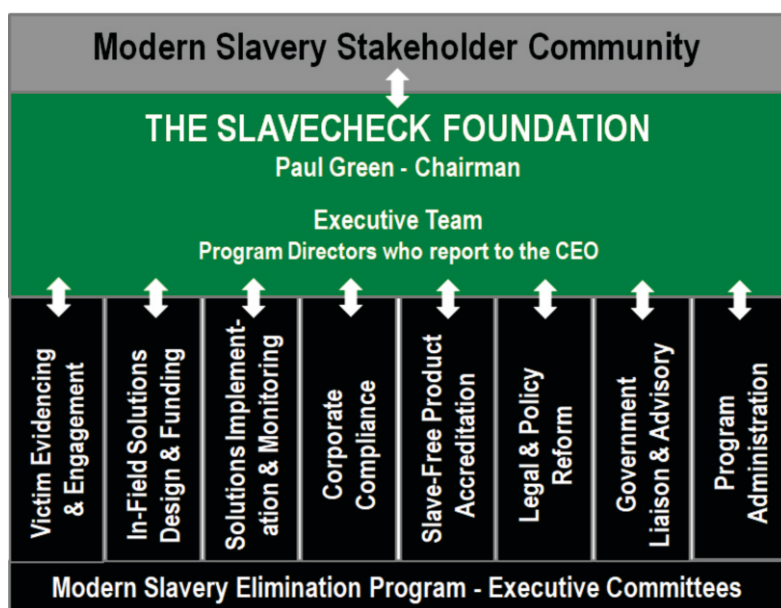 Modern Slavery Stakeholder Community
THE SLAVECHECK FOUNDATION
Paul Green - Chairman
Executive Team
Program Directors who report to the CEO
Victim Evidencing
& Engagement
In-Field Solutions
Design & Funding
Solutions Implement-
ation & Monitoring
Corporate
Compliance
Slave-Free Product
Accreditation
Legal & Policy
Reform
Government
Liaison & Advisory
Program
Administration
Modern Slavery Elimination Program - Executive Committees